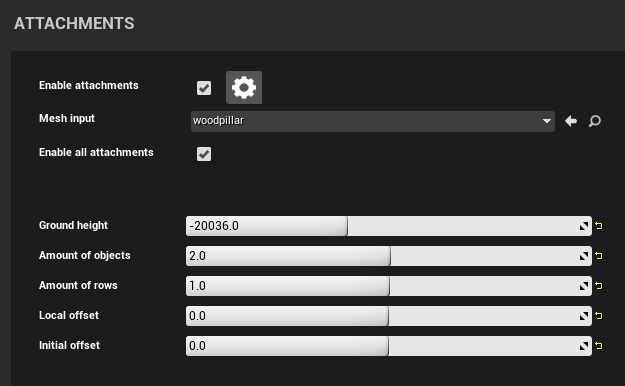 ATTACHMENTS
Enable attachments
Mesh input woodpillar
Enable all attachments
Ground height -20036.0
Amount of objects 2.0
Amount of rows 1.0
Local offset 0.0
Initial offset 0.0